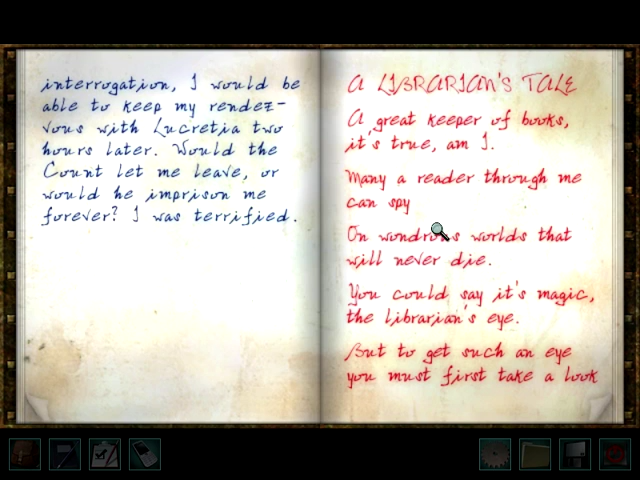 interrogation, I would be
able to keep my rendez-
vous with Lucretia two
hours later. Would the
Count let me leave, or
would he imprison me
forever? I was terrified.
A LIBRARIAN'S TALE
A great keeper of books,
it's true, am I.
Many a reader through me
can spy
On wondrous worlds that
will never die.
You could say it's magic,
the librarian's eye.
But to get such an eye
you must first take a look